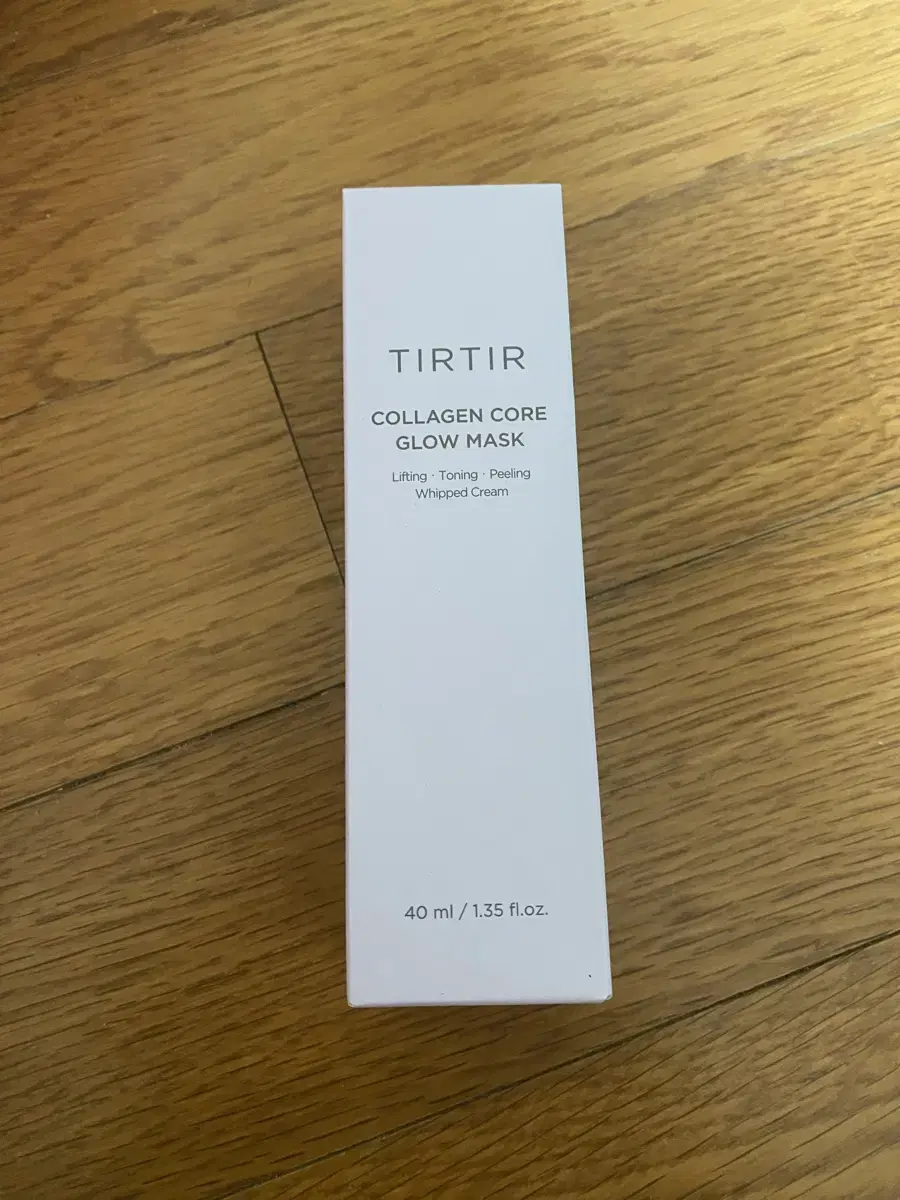 TIRTIR
COLLAGEN CORE
GLOW MASK
Lifting · Toning · Peeling
Whipped Cream
40 ml / 1.35 fl.oz.